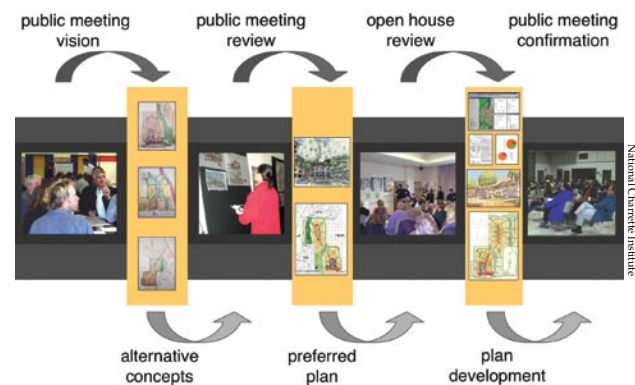 public meeting
vision
public meeting
review
open house
review
public meeting
confirmation
National Charrette Institute
alternative
concepts
preferred
plan
plan
development